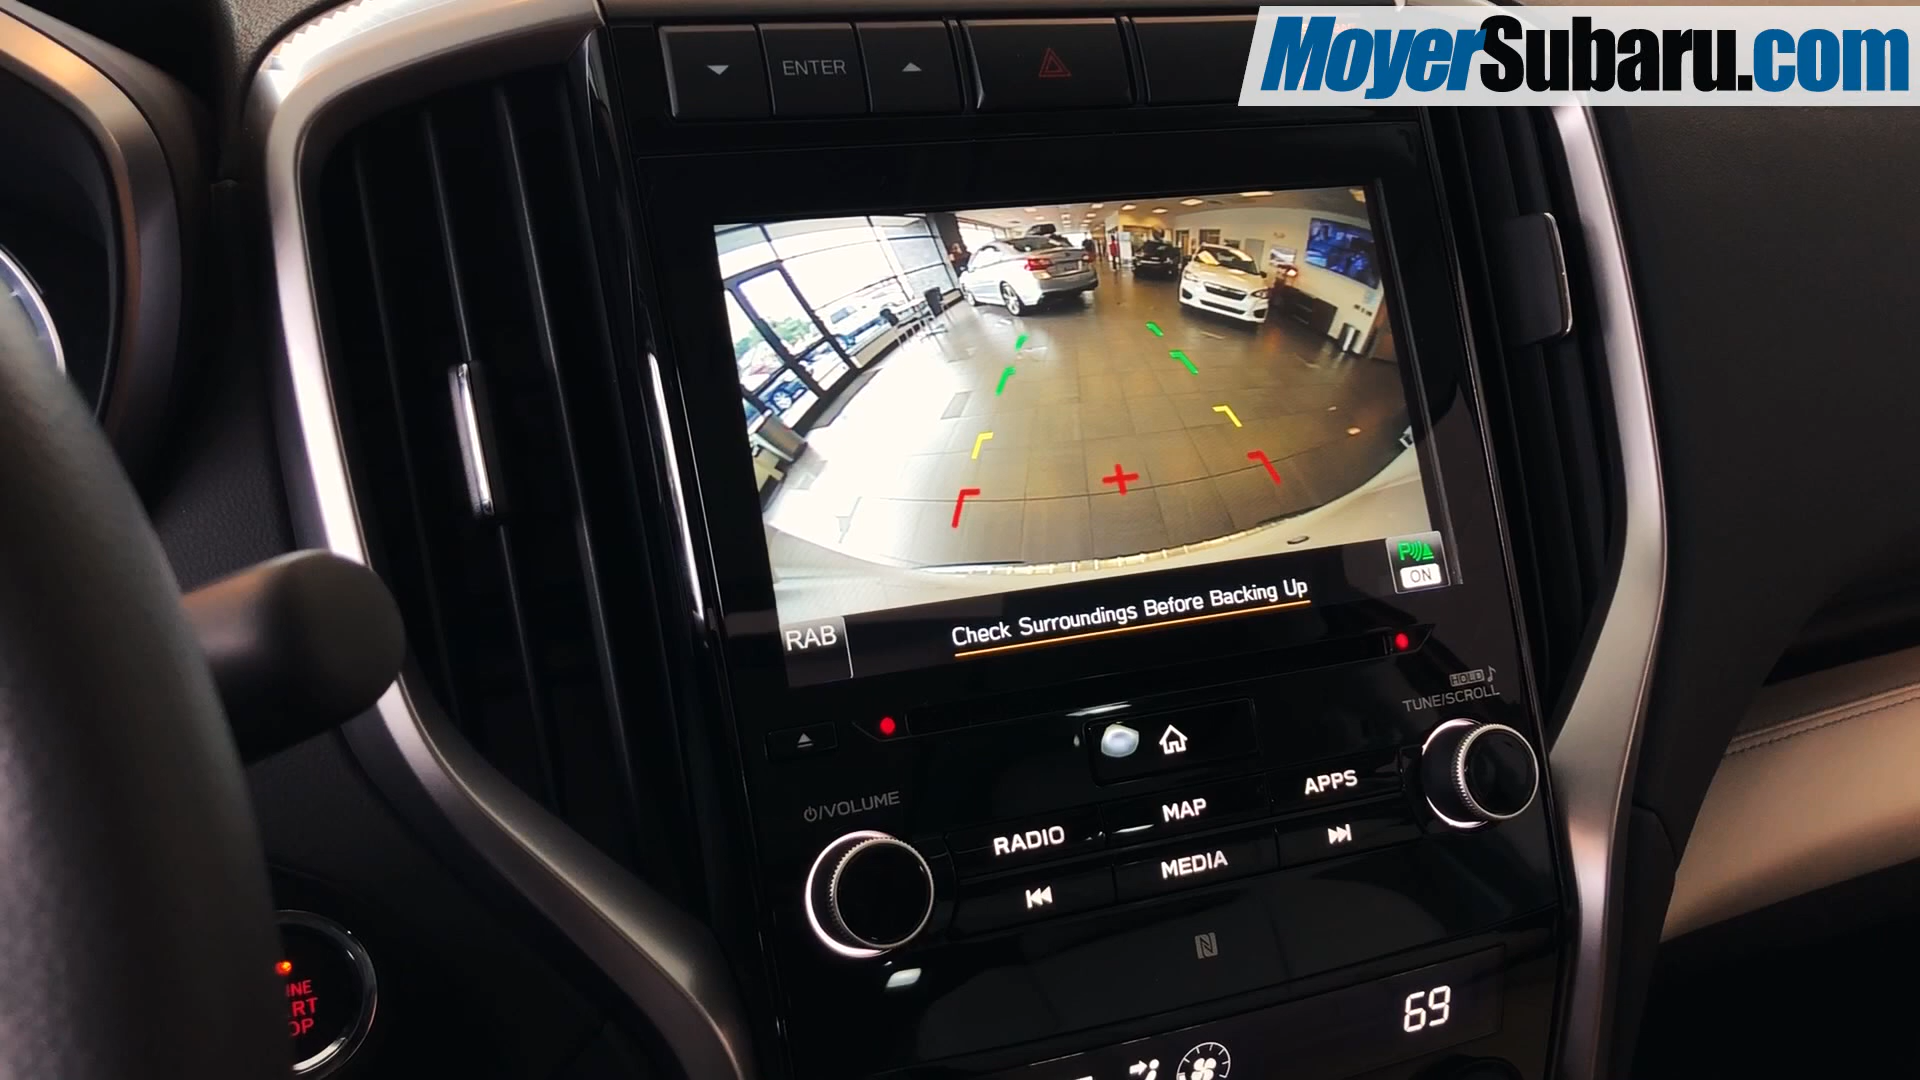 MoyerSubaru.com
ENTER
ON
Check Surroundings Before Backing Up
RAB
HOLD
TUNE/SCROLL
/VOLUME
RADIO
MAP
APPS
MEDIA
69